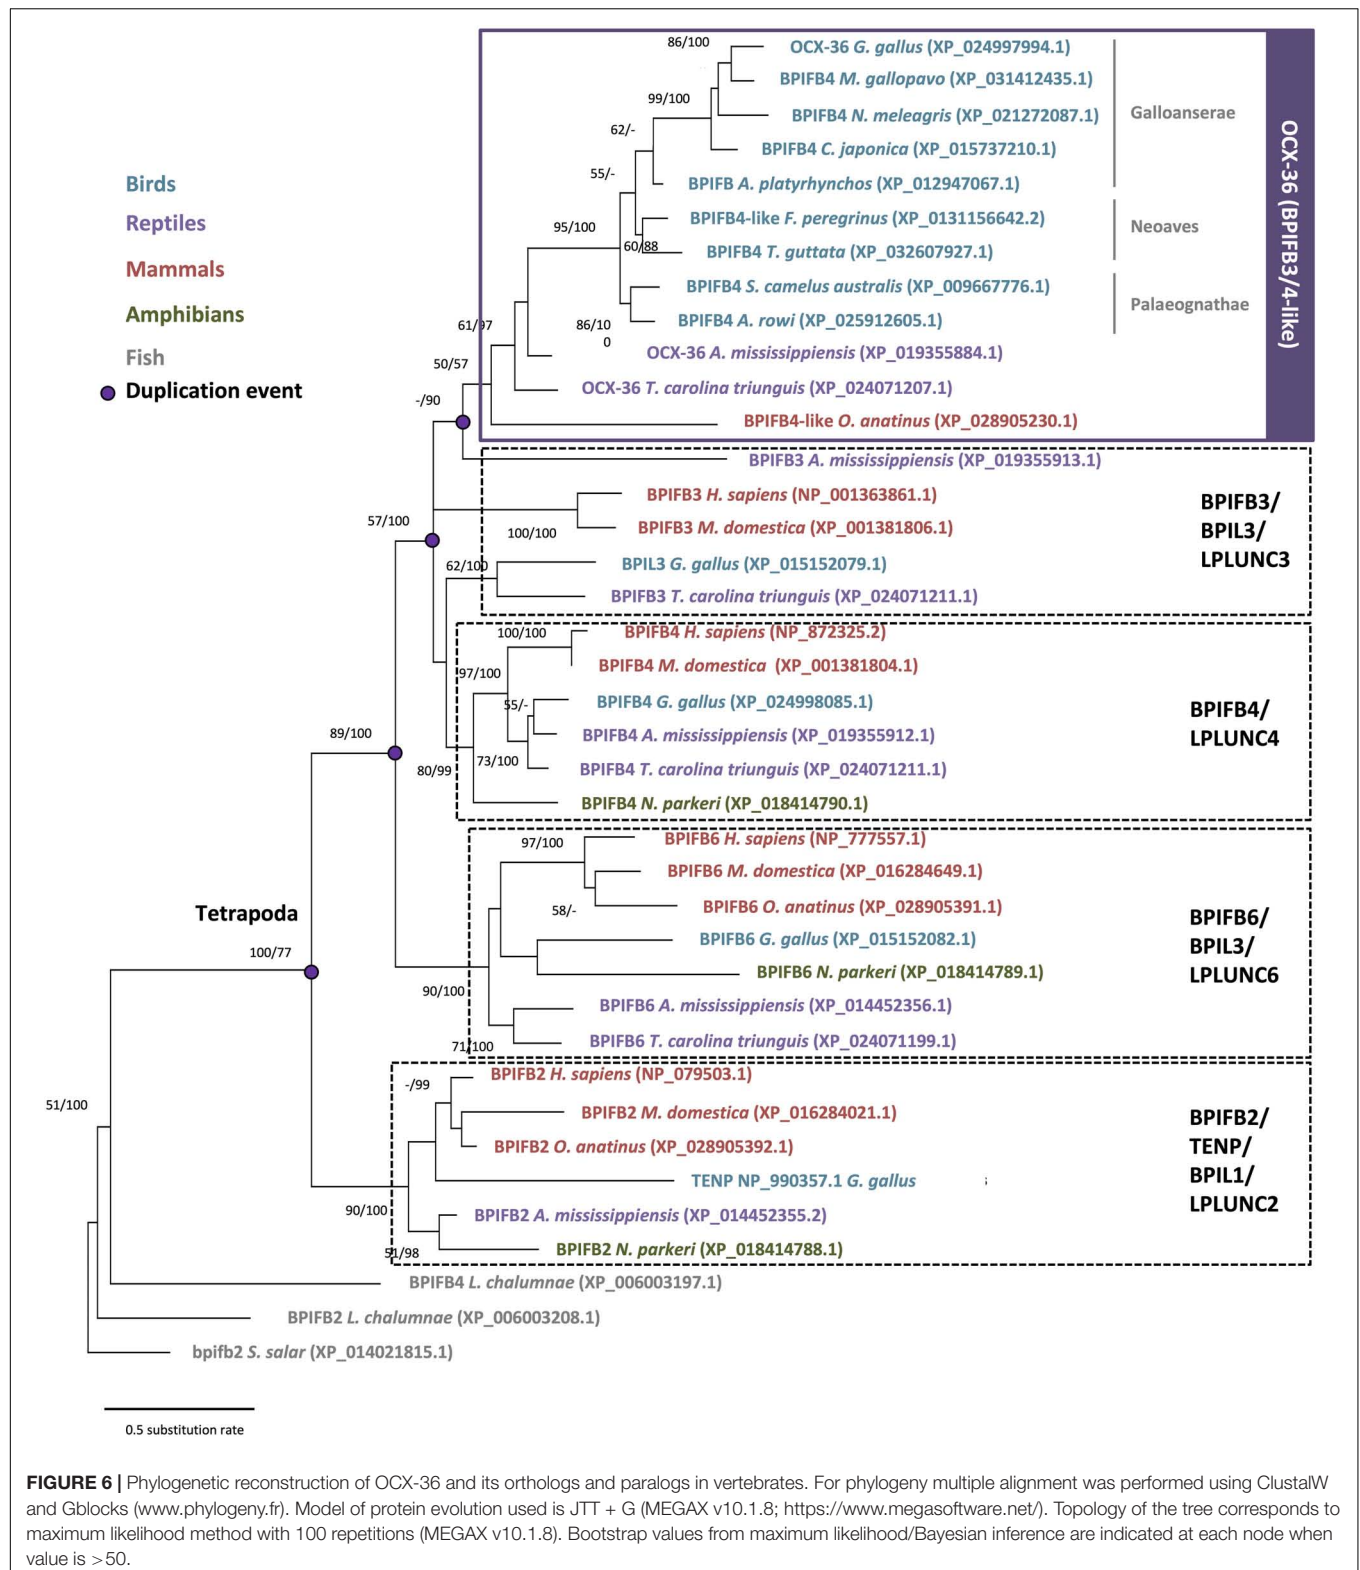 86/100
OCX-36 G. gallus (XP_024997994.1)
BPIFB4 M. gallopavo (XP_031412435.1)
99/100
BPIFB4 N. meleagris (XP_021272087.1)
Galloanserae
62/-
BPIFB4 C. japonica (XP_015737210.1)
55/-
BPIFB A. platyrhynchos (XP_012947067.1)
BPIFB4-like F. peregrinus (XP_0131156642.2)
95/100
Neoaves
60/88
BPIFB4 T. guttata (XP_032607927.1)
BPIFB4 S. camelus australis (XP_009667776.1)
Palaeognathae
BPIFB4 A. rowi (XP_025912605.1)
61/97
86/10
0
OCX-36 A. mississippiensis (XP_019355884.1)
50/57
OCX-36 T. carolina triunguis (XP_024071207.1)
-/90
BPIFB4-like O. anatinus (XP_028905230.1)
OCX-36 (BPIFB3/4-like)
Birds
Reptiles
Mammals
Amphibians
Fish
Duplication event
BPIFB3 A. mississippiensis (XP_019355913.1)
BPIFB3 H. sapiens (NP_001363861.1)
57/100
BPIFB3 M. domestica (XP_001381806.1)
100/100
62/100
BPIL3 G. gallus (XP_015152079.1)
BPIFB3 T. carolina triunguis (XP_024071211.1)
BPIFB3/
BPIL3/
LPLUNC3
100/100
BPIFB4 H. sapiens (NP_872325.2)
BPIFB4 M. domestica (XP_001381804.1)
97/100
BPIFB4 G. gallus (XP_024998085.1)
55/-
BPIFB4 A. mississippiensis (XP_019355912.1)
89/100
73/100
80/99
BPIFB4 T. carolina triunguis (XP_024071211.1)
BPIFB4 N. parkeri (XP_018414790.1)
BPIFB4/
LPLUNC4
97/100
BPIFB6 H. sapiens (NP_777557.1)
BPIFB6 M. domestica (XP_016284649.1)
58/-
BPIFB6 O. anatinus (XP_028905391.1)
BPIFB6 G. gallus (XP_015152082.1)
BPIFB6 N. parkeri (XP_018414789.1)
90/100
BPIFB6 A. mississippiensis (XP_014452356.1)
71/100
BPIFB6 T. carolina triunguis (XP_024071199.1)
BPIFB6/
BPIL3/
LPLUNC6
Tetrapoda
100/77
BPIFB2 H. sapiens (NP_079503.1)
-/99
51/100
BPIFB2 M. domestica (XP_016284021.1)
BPIFB2 O. anatinus (XP_028905392.1)
TENP NP_990357.1 G. gallus
90/100
BPIFB2 A. mississippiensis (XP_014452355.2)
51/98
BPIFB2 N. parkeri (XP_018414788.1)
BPIFB2/
TENP/
BPIL1/
LPLUNC2
BPIFB4 L. chalumnae (XP_006003197.1)
BPIFB2 L. chalumnae (XP_006003208.1)
bpifb2 S. salar (XP_014021815.1)
0.5 substitution rate
FIGURE 6 | Phylogenetic reconstruction of OCX-36 and its orthologs and paralogs in vertebrates. For phylogeny multiple alignment was performed using ClustalW
and Gblocks (www.phylogeny.fr). Model of protein evolution used is JTT + G (MEGAX v10.1.8; https://www.megasoftware.net/). Topology of the tree corresponds to
maximum likelihood method with 100 repetitions (MEGAX v10.1.8). Bootstrap values from maximum likelihood/Bayesian inference are indicated at each node when
value is >50.